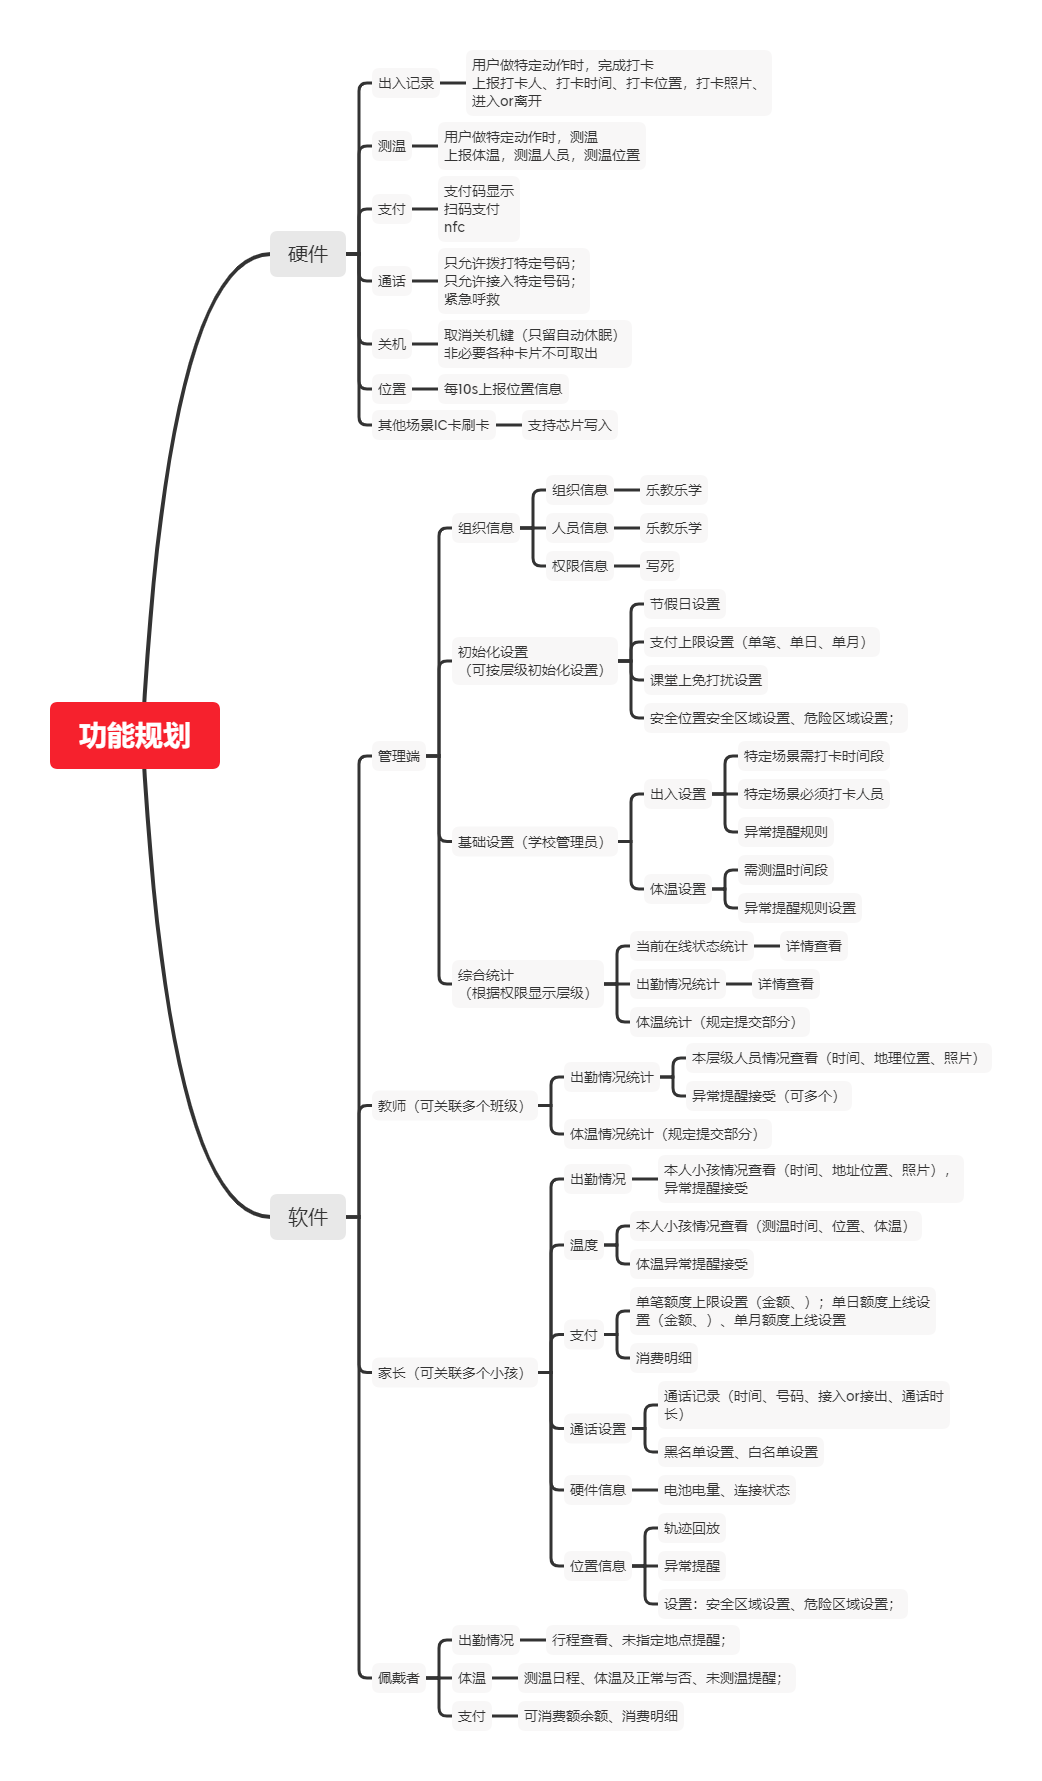 功能规划
硬件
出入记录
用户做特定动作时，完成打卡
上报打卡人、打卡时间、打卡位置，打卡照片、
进入or离开
测温
用户做特定动作时，测温
上报体温，测温人员，测温位置
支付
支付码显示
扫码支付
nfc
通话
只允许拨打特定号码；
只允许接入特定号码；
紧急呼救
关机
取消关机键（只留自动休眠）
非必要各种卡片不可取出
位置
每10s上报位置信息
其他场景IC卡刷卡
支持芯片写入
软件
管理端
组织信息
组织信息
乐教乐学
人员信息
乐教乐学
权限信息
写死
初始化设置
（可按层级初始化设置）
节假日设置
支付上限设置（单笔、单日、单月）
课堂上免打扰设置
安全位置安全区域设置、危险区域设置；
基础设置（学校管理员）
出入设置
特定场景需打卡时间段
特定场景必须打卡人员
异常提醒规则
体温设置
需测温时间段
异常提醒规则设置
综合统计
（根据权限显示层级）
当前在线状态统计
详情查看
出勤情况统计
详情查看
体温统计（规定提交部分）
教师（可关联多个班级）
出勤情况统计
本层级人员情况查看（时间、地理位置、照片）
异常提醒接受（可多个）
体温情况统计（规定提交部分）
家长（可关联多个小孩）
出勤情况
本人小孩情况查看（时间、地址位置、照片），
异常提醒接受
温度
本人小孩情况查看（测温时间、位置、体温）
体温异常提醒接受
支付
单笔额度上限设置（金额、）；单日额度上线设
置（金额、）、单月额度上线设置
消费明细
通话设置
通话记录（时间、号码、接入or接出、通话时
长）
黑名单设置、白名单设置
硬件信息
电池电量、连接状态
位置信息
轨迹回放
异常提醒
设置：安全区域设置、危险区域设置；
佩戴者
出勤情况
行程查看、未指定地点提醒；
体温
测温日程、体温及正常与否、未测温提醒；
支付
可消费额余额、消费明细